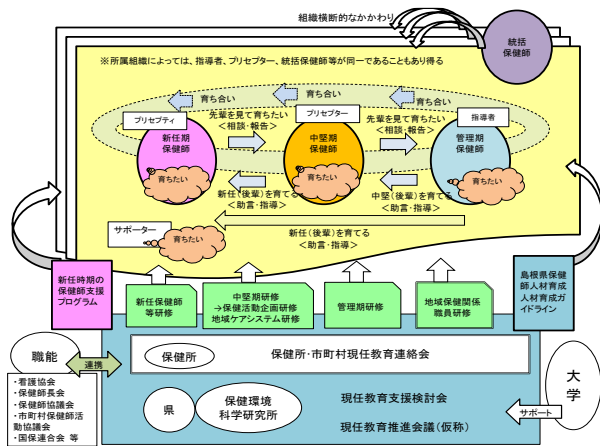 組織横断的なかかわり
統括
保健師
※所属組織によっては、指導者、プリセプター、統括保健師等が同一であることもあり得る
育ち合い
育ち合い
育ち合い
プリセプティ
プリセプター
指導者
先輩を見て育ちたい
<相談・報告>
先輩を見て育ちたい
<相談・報告>
新任期
保健師
中堅期
保健師
管理期
保健師
育ちたい
育ちたい
育ちたい
新任(後輩)を育てる
<助言・指導>
中堅(後輩)を育てる
<助言・指導>
サポーター
育ちたい
新任(後輩)を育てる
<助言・指導>
新任時期の
保健師支援
プログラム
新任保健師
等研修
中堅期研修
→保健活動企画研修
地域ケアシステム研修
管理期研修
地域保健関係
職員研修
島根県保健
師人材育成
人材育成ガイ
ドライン
職能
連携
保健所
保健所・市町村現任教育連絡会
・看護協会
・保健師長会
・保健師協議会
・市町村保健師活
動協議会
・国保連合会 等
県
保健環境
科学研究所
現任教育支援検討会
現任教育推進会議(仮称)
サポート
大学